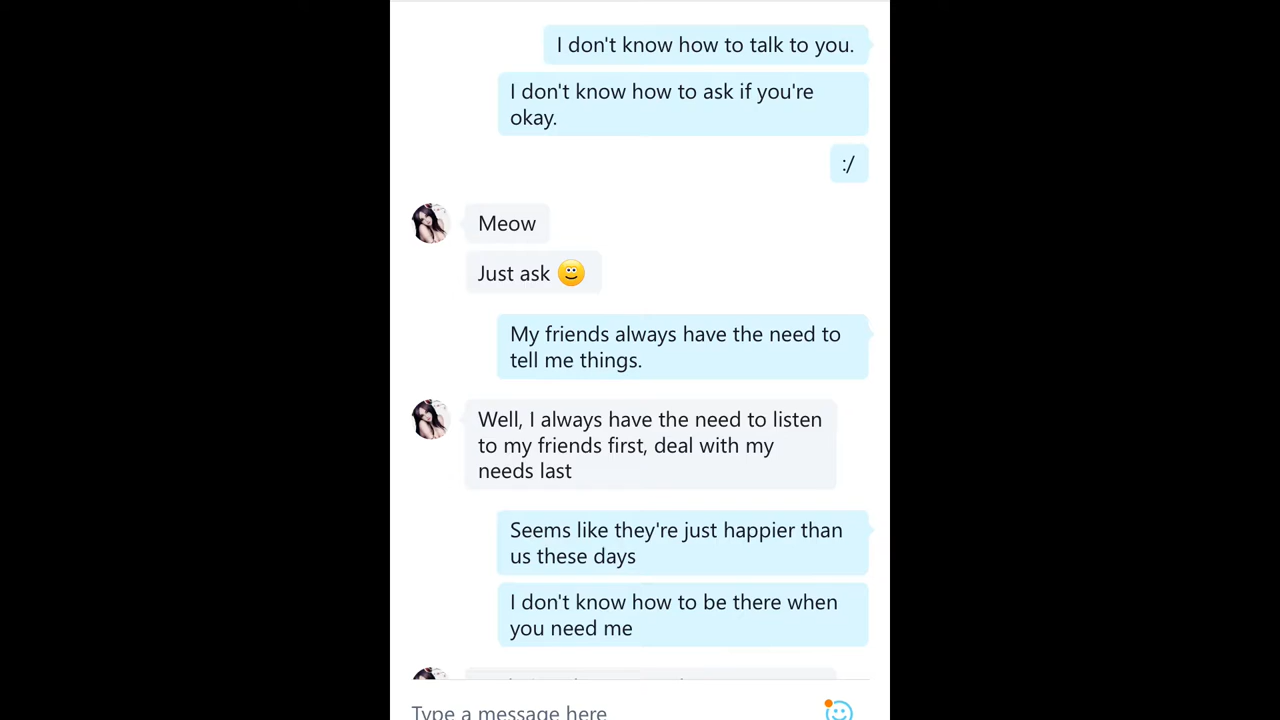 I don't know how to talk to you.
I don't know how to ask if you're
okay.
:/
Meow
Just ask
My friends always have the need to
tell me things.
Well, I always have the need to listen
to my friends first, deal with my
needs last
Seems like they're just happier than
us these days
I don't know how to be there when
you need me
Type a message here